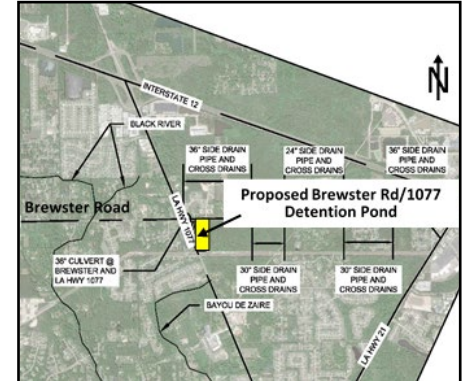 INTERSTATE 12
N
BLACK RIVER
36" SIDE DRAIN
PIPE AND
CROSS DRAINS
24" SIDE DRAIN
PIPE AND
CROSS DRAINS
36" SIDE DRAIN
PIPE AND
CROSS DRAINS
Brewster Road
LA HWY 1077
Proposed Brewster Rd/1077
Detention Pond
36" CULVERT @
BREWSTER AND
LA HWY 1077
30" SIDE DRAIN
PIPE AND
CROSS DRAINS
30" SIDE DRAIN
PIPE AND
CROSS DRAINS
BAYOU DE ZAIRE
LA HWY 21